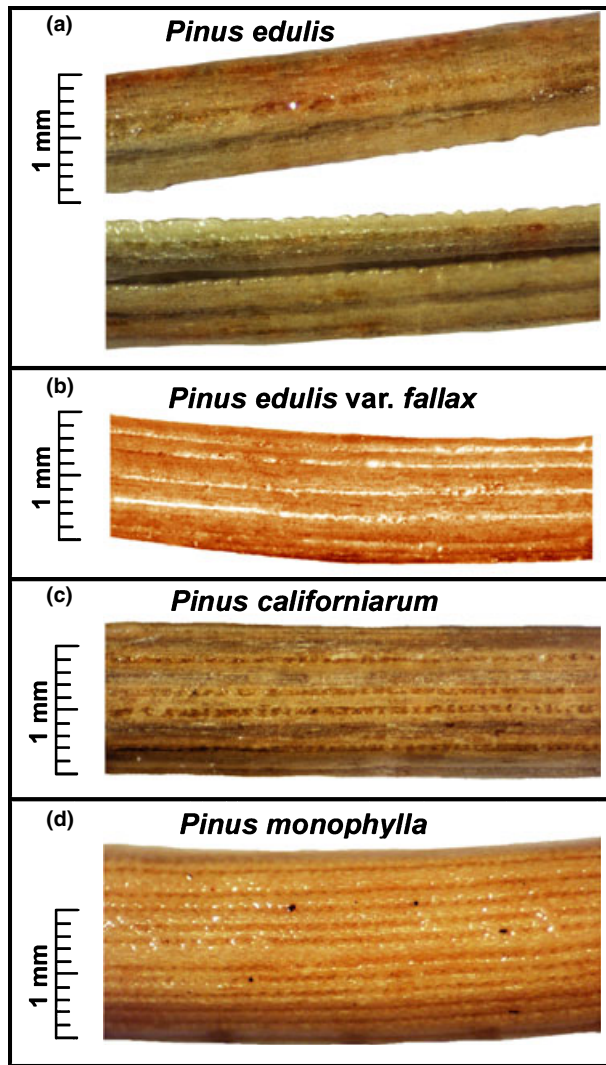 (a)
Pinus edulis
1 mm
(b)
Pinus edulis var. fallax
1 mm
(c)
Pinus californiarum
1 mm
(d)
Pinus monophylla
1 mm